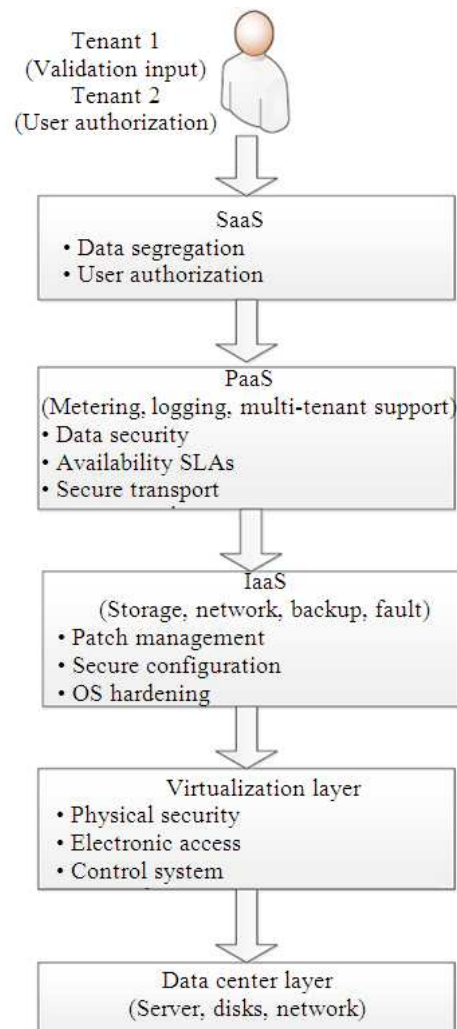 Tenant 1
(Validation input)
Tenant 2
(User authorization)
SaaS
• Data segregation
• User authorization
PaaS
(Metering, logging, multi-tenant support)
• Data security
• Availability SLAs
• Secure transport
IaaS
(Storage, network, backup, fault)
• Patch management
• Secure configuration
• OS hardening
Virtualization layer
• Physical security
• Electronic access
• Control system
Data center layer
(Server, disks, network)